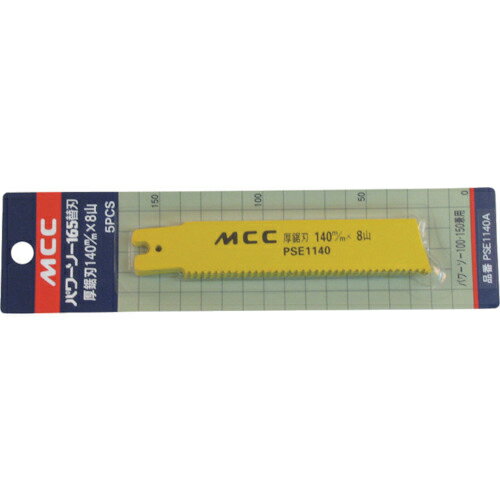 MCC
パワーソー165替刃
厚鋸刃140m/m×8山
5PCS
150
100
50
0
MCC 厚鋸刃 140m/m× 8山
PSE1140
パワーソー100・150兼用
品番 PSE1140A